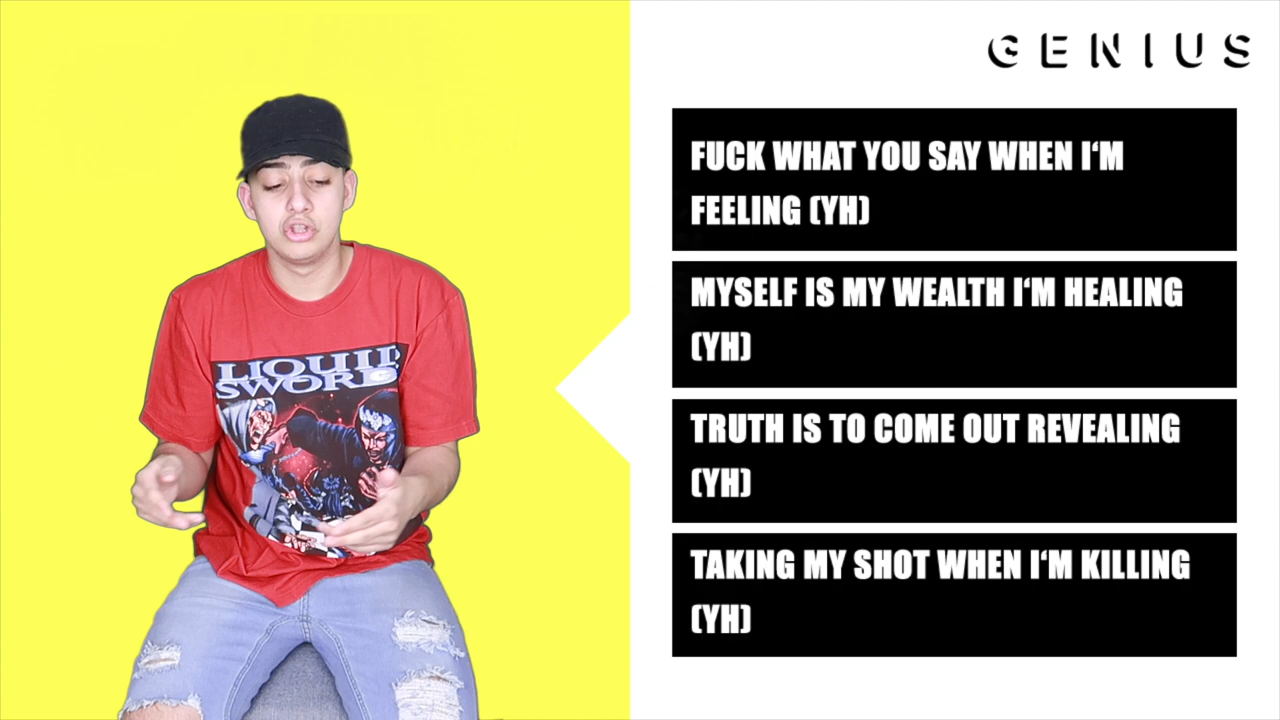 GENIUS
FUCK WHAT YOU SAY WHEN I‘M
FEELING (YH)
MYSELF IS MY WEALTH I‘M HEALING
(YH)
TRUTH IS TO COME OUT REVEALING
(YH)
TAKING MY SHOT WHEN I‘M KILLING
(YH)
LIQUID
SWORD